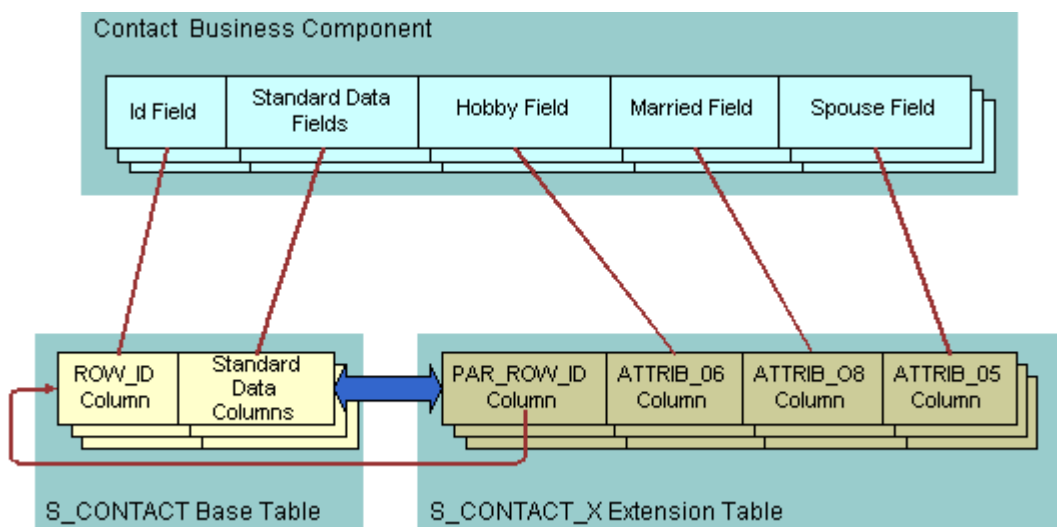 Contact Business Component
Id Field
Standard Data
Fields
Hobby Field
Married Field
Spouse Field
ROW_ID
Column
Standard
Data
Columns
PAR_ROW_ID
Column
ATTRIB_06
Column
ATTRIB_O8
Column
ATTRIB_05
Column
S_CONTACT Base Table
S_CONTACT_X Extension Table